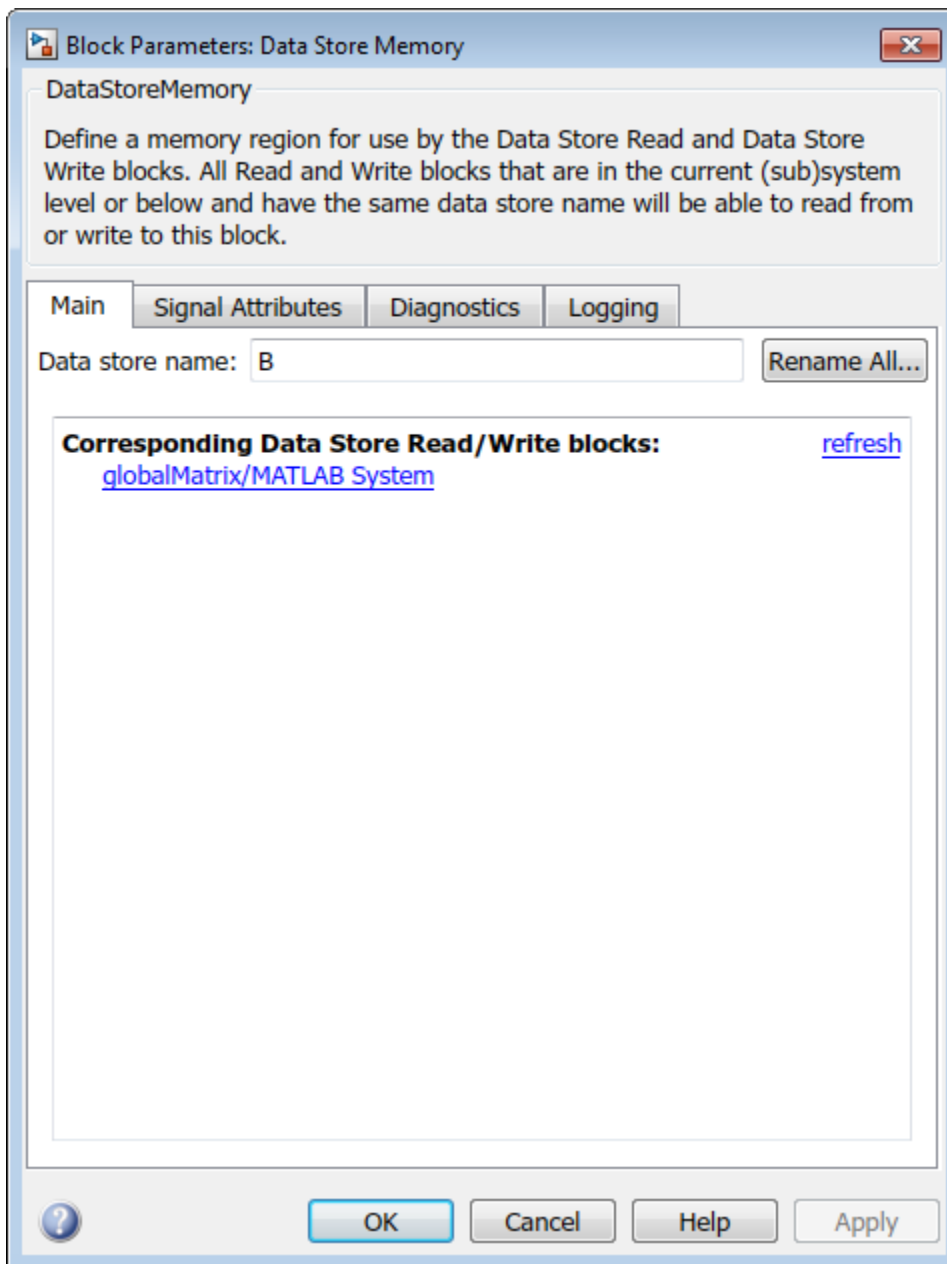 Block Parameters: Data Store Memory
DataStoreMemory
Define a memory region for use by the Data Store Read and Data Store
Write blocks. All Read and Write blocks that are in the current (sub)system
level or below and have the same data store name will be able to read from
or write to this block.
Main Signal Attributes Diagnostics Logging
Data store name: B Rename All...
Corresponding Data Store Read/Write blocks: refresh
globalMatrix/MATLAB System
? OK Cancel Help Apply